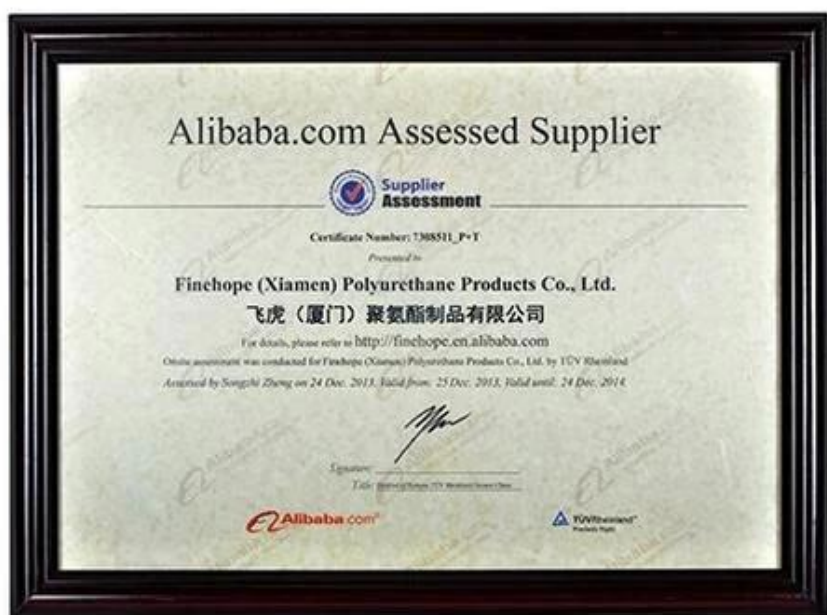 Alibaba.com Assessed Supplier
Supplier
Assessment
Certificate Number: 7308511_P+T
Presented to
Finehope (Xiamen) Polyurethane Products Co., Ltd.
飞虎（厦门）聚氨酯制品有限公司
For details, please refer to http://finehope.en.alibaba.com
Onsite assessment was conducted for Finehope (Xiamen) Polyurethane Products Co., Ltd. by TÜV Rheinland
Assessed by Songzhi Zheng on 24 Dec. 2013, Valid from: 25 Dec. 2013, Valid until: 24 Dec. 2014.
Signature:
Title:
Alibaba.com®
TÜVRheinland®
Precisely Right.